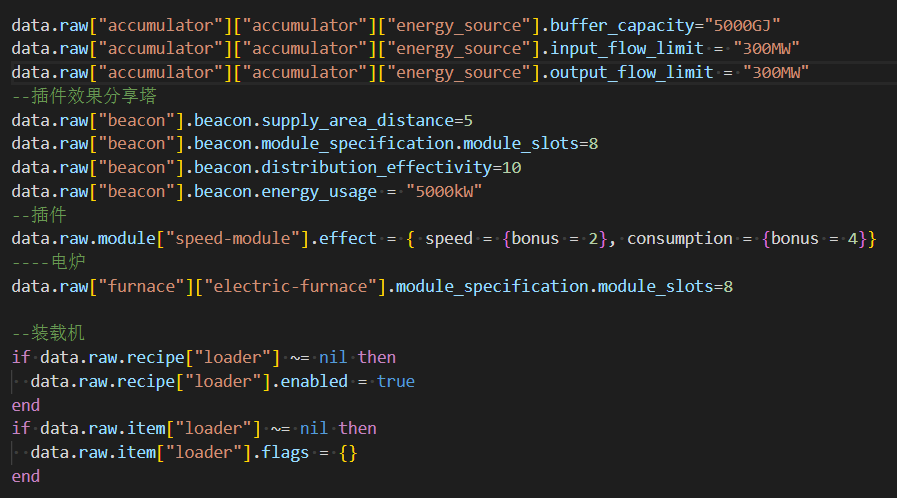 data.raw["accumulator"]["accumulator"]["energy_source"].buffer_capacity="5000GJ"
data.raw["accumulator"]["accumulator"]["energy_source"].input_flow_limit = "300MW"
data.raw["accumulator"]["accumulator"]["energy_source"].output_flow_limit = "300MW"
--插件效果分享塔
data.raw["beacon"].beacon.supply_area_distance=5
data.raw["beacon"].beacon.module_specification.module_slots=8
data.raw["beacon"].beacon.distribution_effectivity=10
data.raw["beacon"].beacon.energy_usage = "5000kW"
--插件
data.raw.module["speed-module"].effect = { speed = {bonus = 2}, consumption = {bonus = 4}}
----电炉
data.raw["furnace"]["electric-furnace"].module_specification.module_slots=8
--装载机
if data.raw.recipe["loader"] ~= nil then
  data.raw.recipe["loader"].enabled = true
end
if data.raw.item["loader"] ~= nil then
  data.raw.item["loader"].flags = {}
end